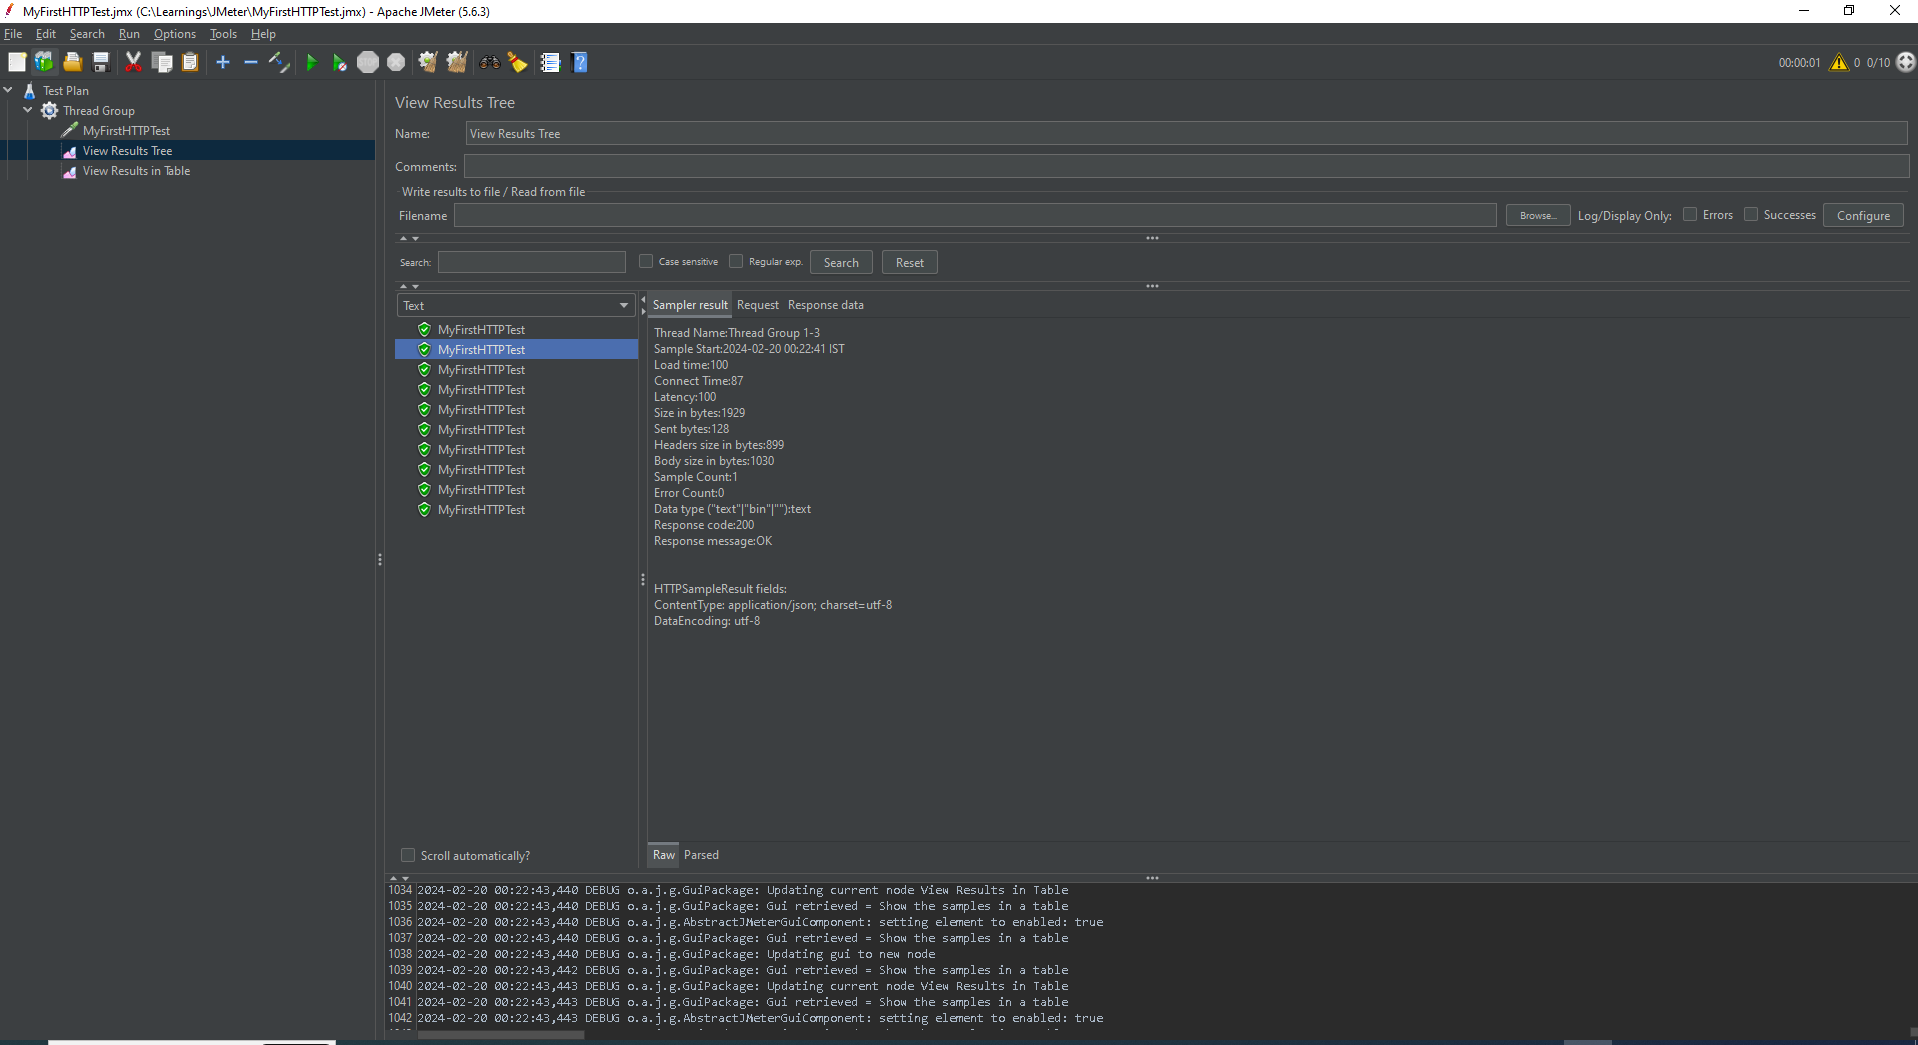 MyFirstHTTPTest.jmx (C:\Learnings\JMeter\MyFirstHTTPTest.jmx) - Apache JMeter (5.6.3)
File Edit Search Run Options Tools Help
STOP
00:00:01 0 0/10
Test Plan
Thread Group
MyFirstHTTPTest
View Results Tree
View Results in Table
View Results Tree
Name: View Results Tree
Comments:
Write results to file / Read from file
Filename Browse... Log/Display Only: Errors Successes Configure
Search: Case sensitive Regular exp. Search Reset
Text
MyFirstHTTPTest
MyFirstHTTPTest
MyFirstHTTPTest
MyFirstHTTPTest
MyFirstHTTPTest
MyFirstHTTPTest
MyFirstHTTPTest
MyFirstHTTPTest
MyFirstHTTPTest
MyFirstHTTPTest
Scroll automatically?
Sampler result Request Response data
Thread Name:Thread Group 1-3
Sample Start:2024-02-20 00:22:41 IST
Load time:100
Connect Time:87
Latency:100
Size in bytes:1929
Sent bytes:128
Headers size in bytes:899
Body size in bytes:1030
Sample Count:1
Error Count:0
Data type ("text"|"bin"|""):text
Response code:200
Response message:OK
HTTPSampleResult fields:
ContentType: application/json; charset=utf-8
DataEncoding: utf-8
Raw Parsed
1034 2024-02-20 00:22:43,440 DEBUG o.a.j.g.GuiPackage: Updating current node View Results in Table
1035 2024-02-20 00:22:43,440 DEBUG o.a.j.g.GuiPackage: Gui retrieved = Show the samples in a table
1036 2024-02-20 00:22:43,440 DEBUG o.a.j.g.AbstractJMeterGuiComponent: setting element to enabled: true
1037 2024-02-20 00:22:43,440 DEBUG o.a.j.g.GuiPackage: Gui retrieved = Show the samples in a table
1038 2024-02-20 00:22:43,440 DEBUG o.a.j.g.GuiPackage: Updating gui to new node
1039 2024-02-20 00:22:43,442 DEBUG o.a.j.g.GuiPackage: Gui retrieved = Show the samples in a table
1040 2024-02-20 00:22:43,443 DEBUG o.a.j.g.GuiPackage: Updating current node View Results in Table
1041 2024-02-20 00:22:43,443 DEBUG o.a.j.g.GuiPackage: Gui retrieved = Show the samples in a table
1042 2024-02-20 00:22:43,443 DEBUG o.a.j.g.AbstractJMeterGuiComponent: setting element to enabled: true